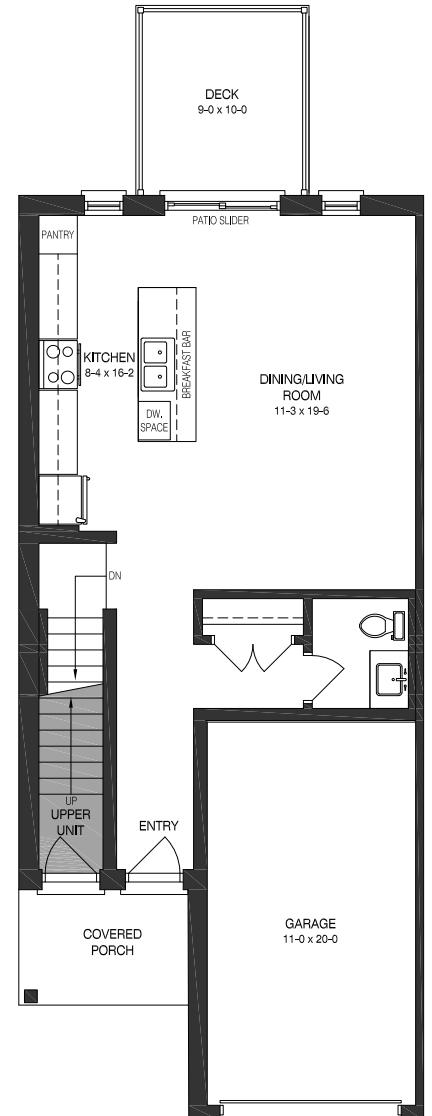 DECK
9-0 x 10-0
PATIO SLIDER
PANTRY
KITCHEN
8-4 x 16-2
BREAKFAST BAR
DW.
SPACE
DINING/LIVING
ROOM
11-3 x 19-6
DN
UP
UPPER
UNIT
ENTRY
COVERED
PORCH
GARAGE
11-0 x 20-0